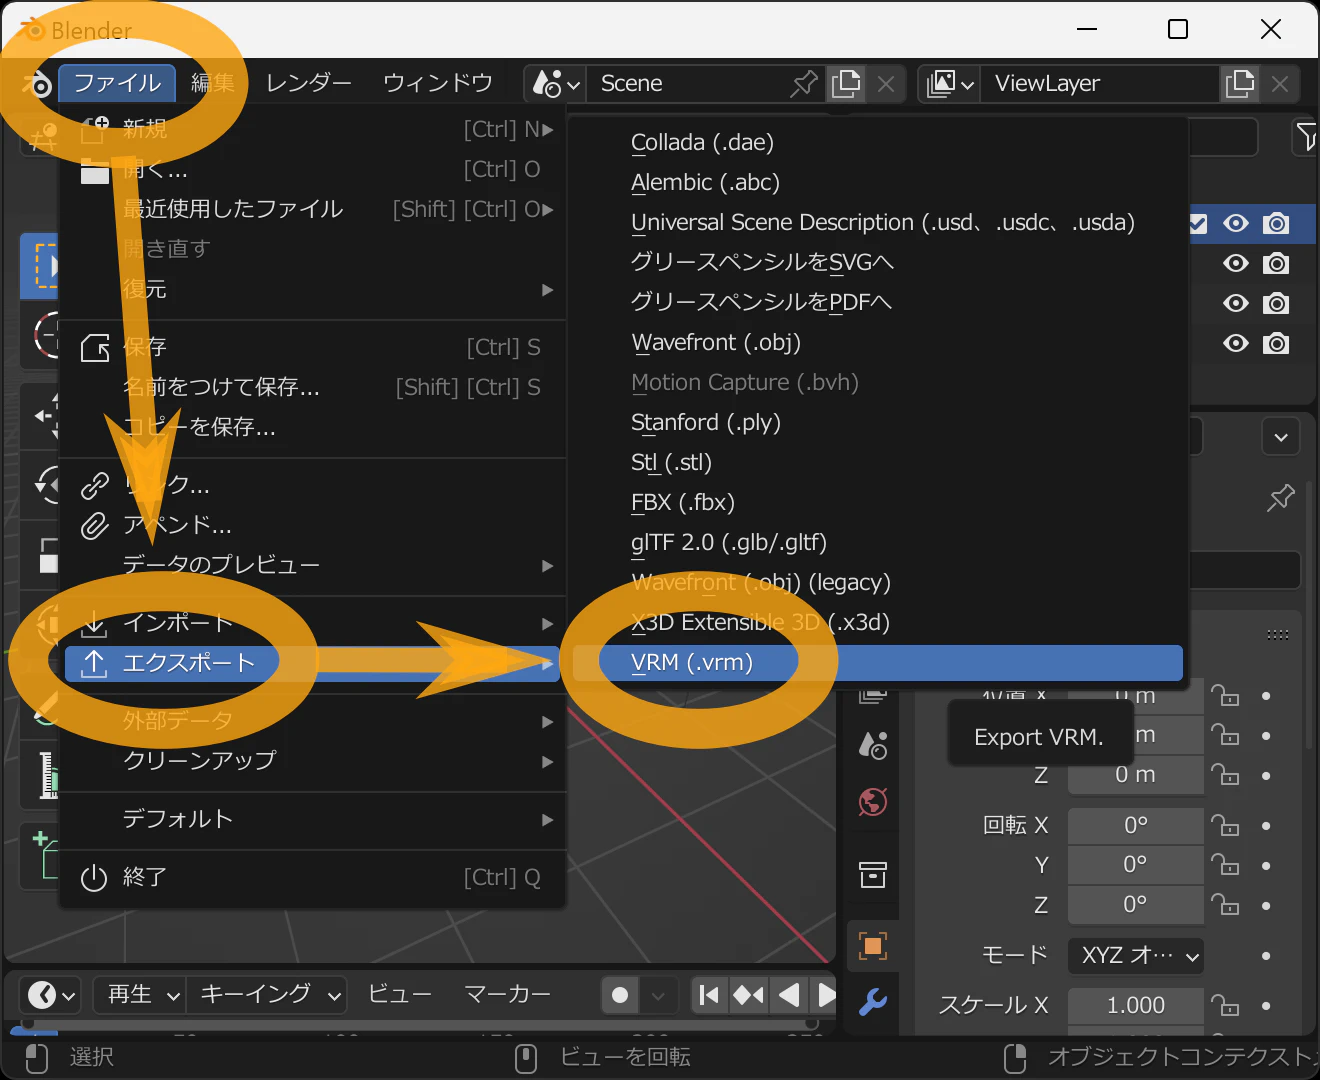 Blender
ファイル 編集 レンダー ウィンドウ Scene ViewLayer
新規 [Ctrl] N
開く... [Ctrl] O
最近使用したファイル [Shift] [Ctrl] O
開き直す
復元
保存 [Ctrl] S
名前をつけて保存... [Shift] [Ctrl] S
コピーを保存...
リンク...
アペンド...
データのプレビュー
インポート
エクスポート
外部データ
クリーンアップ
デフォルト
終了 [Ctrl] Q
Collada (.dae)
Alembic (.abc)
Universal Scene Description (.usd、.usdc、.usda)
グリースペンシルをSVGへ
グリースペンシルをPDFへ
Wavefront (.obj)
Motion Capture (.bvh)
Stanford (.ply)
Stl (.stl)
FBX (.fbx)
glTF 2.0 (.glb/.gltf)
Wavefront (.obj) (legacy)
X3D Extensible 3D (.x3d)
VRM (.vrm)
Export VRM.
位置 X 0 m
m
Z 0 m
回転 X 0°
Y 0°
Z 0°
モード XYZ オ…
スケール X 1.000
再生 キーイング ビュー マーカー
選択 ビューを回転 オブジェクトコンテクスト